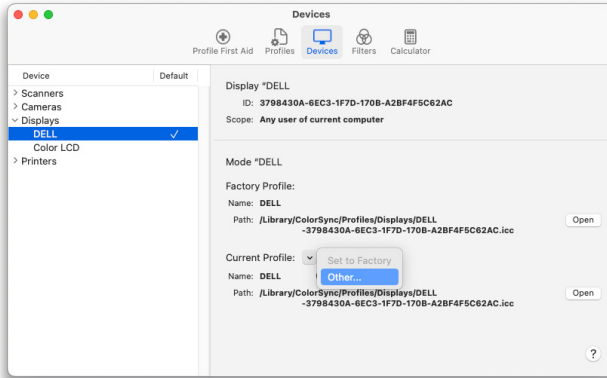 Devices
Profile First Aid
Profiles
Devices
Filters
Calculator
Device
Default
Scanners
Cameras
Displays
DELL
Color LCD
Printers
Display "DELL
ID: 3798430A-6EC3-1F7D-170B-A2BF4F5C62AC
Scope: Any user of current computer
Mode "DELL
Factory Profile:
Name: DELL
Path: /Library/ColorSync/Profiles/Displays/DELL
-3798430A-6EC3-1F7D-170B-A2BF4F5C62AC.icc
Open
Current Profile:
Set to Factory
Other...
Name: DELL
Path: /Library/ColorSync/Profiles/Displays/DELL
-3798430A-6EC3-1F7D-170B-A2BF4F5C62AC.icc
Open
?